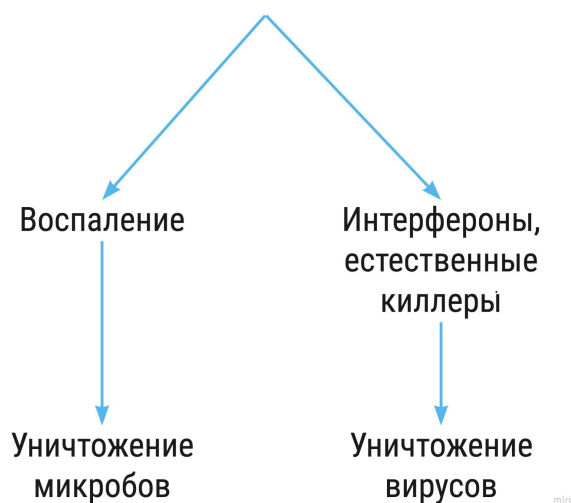 Воспаление
Интерфероны,
естественные
киллеры
Уничтожение
микробов
Уничтожение
вирусов